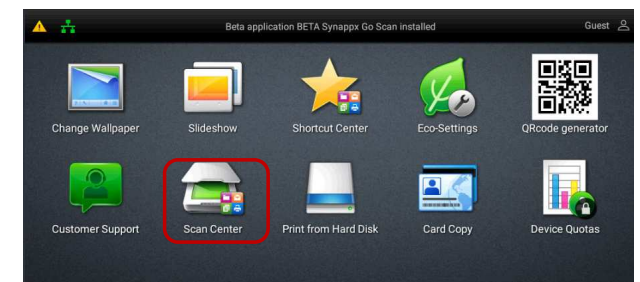 Beta application BETA Synappx Go Scan installed
Guest
Change Wallpaper
Slideshow
Shortcut Center
Eco-Settings
QRcode generator
Customer Support
Scan Center
Print from Hard Disk
Card Copy
Device Quotas